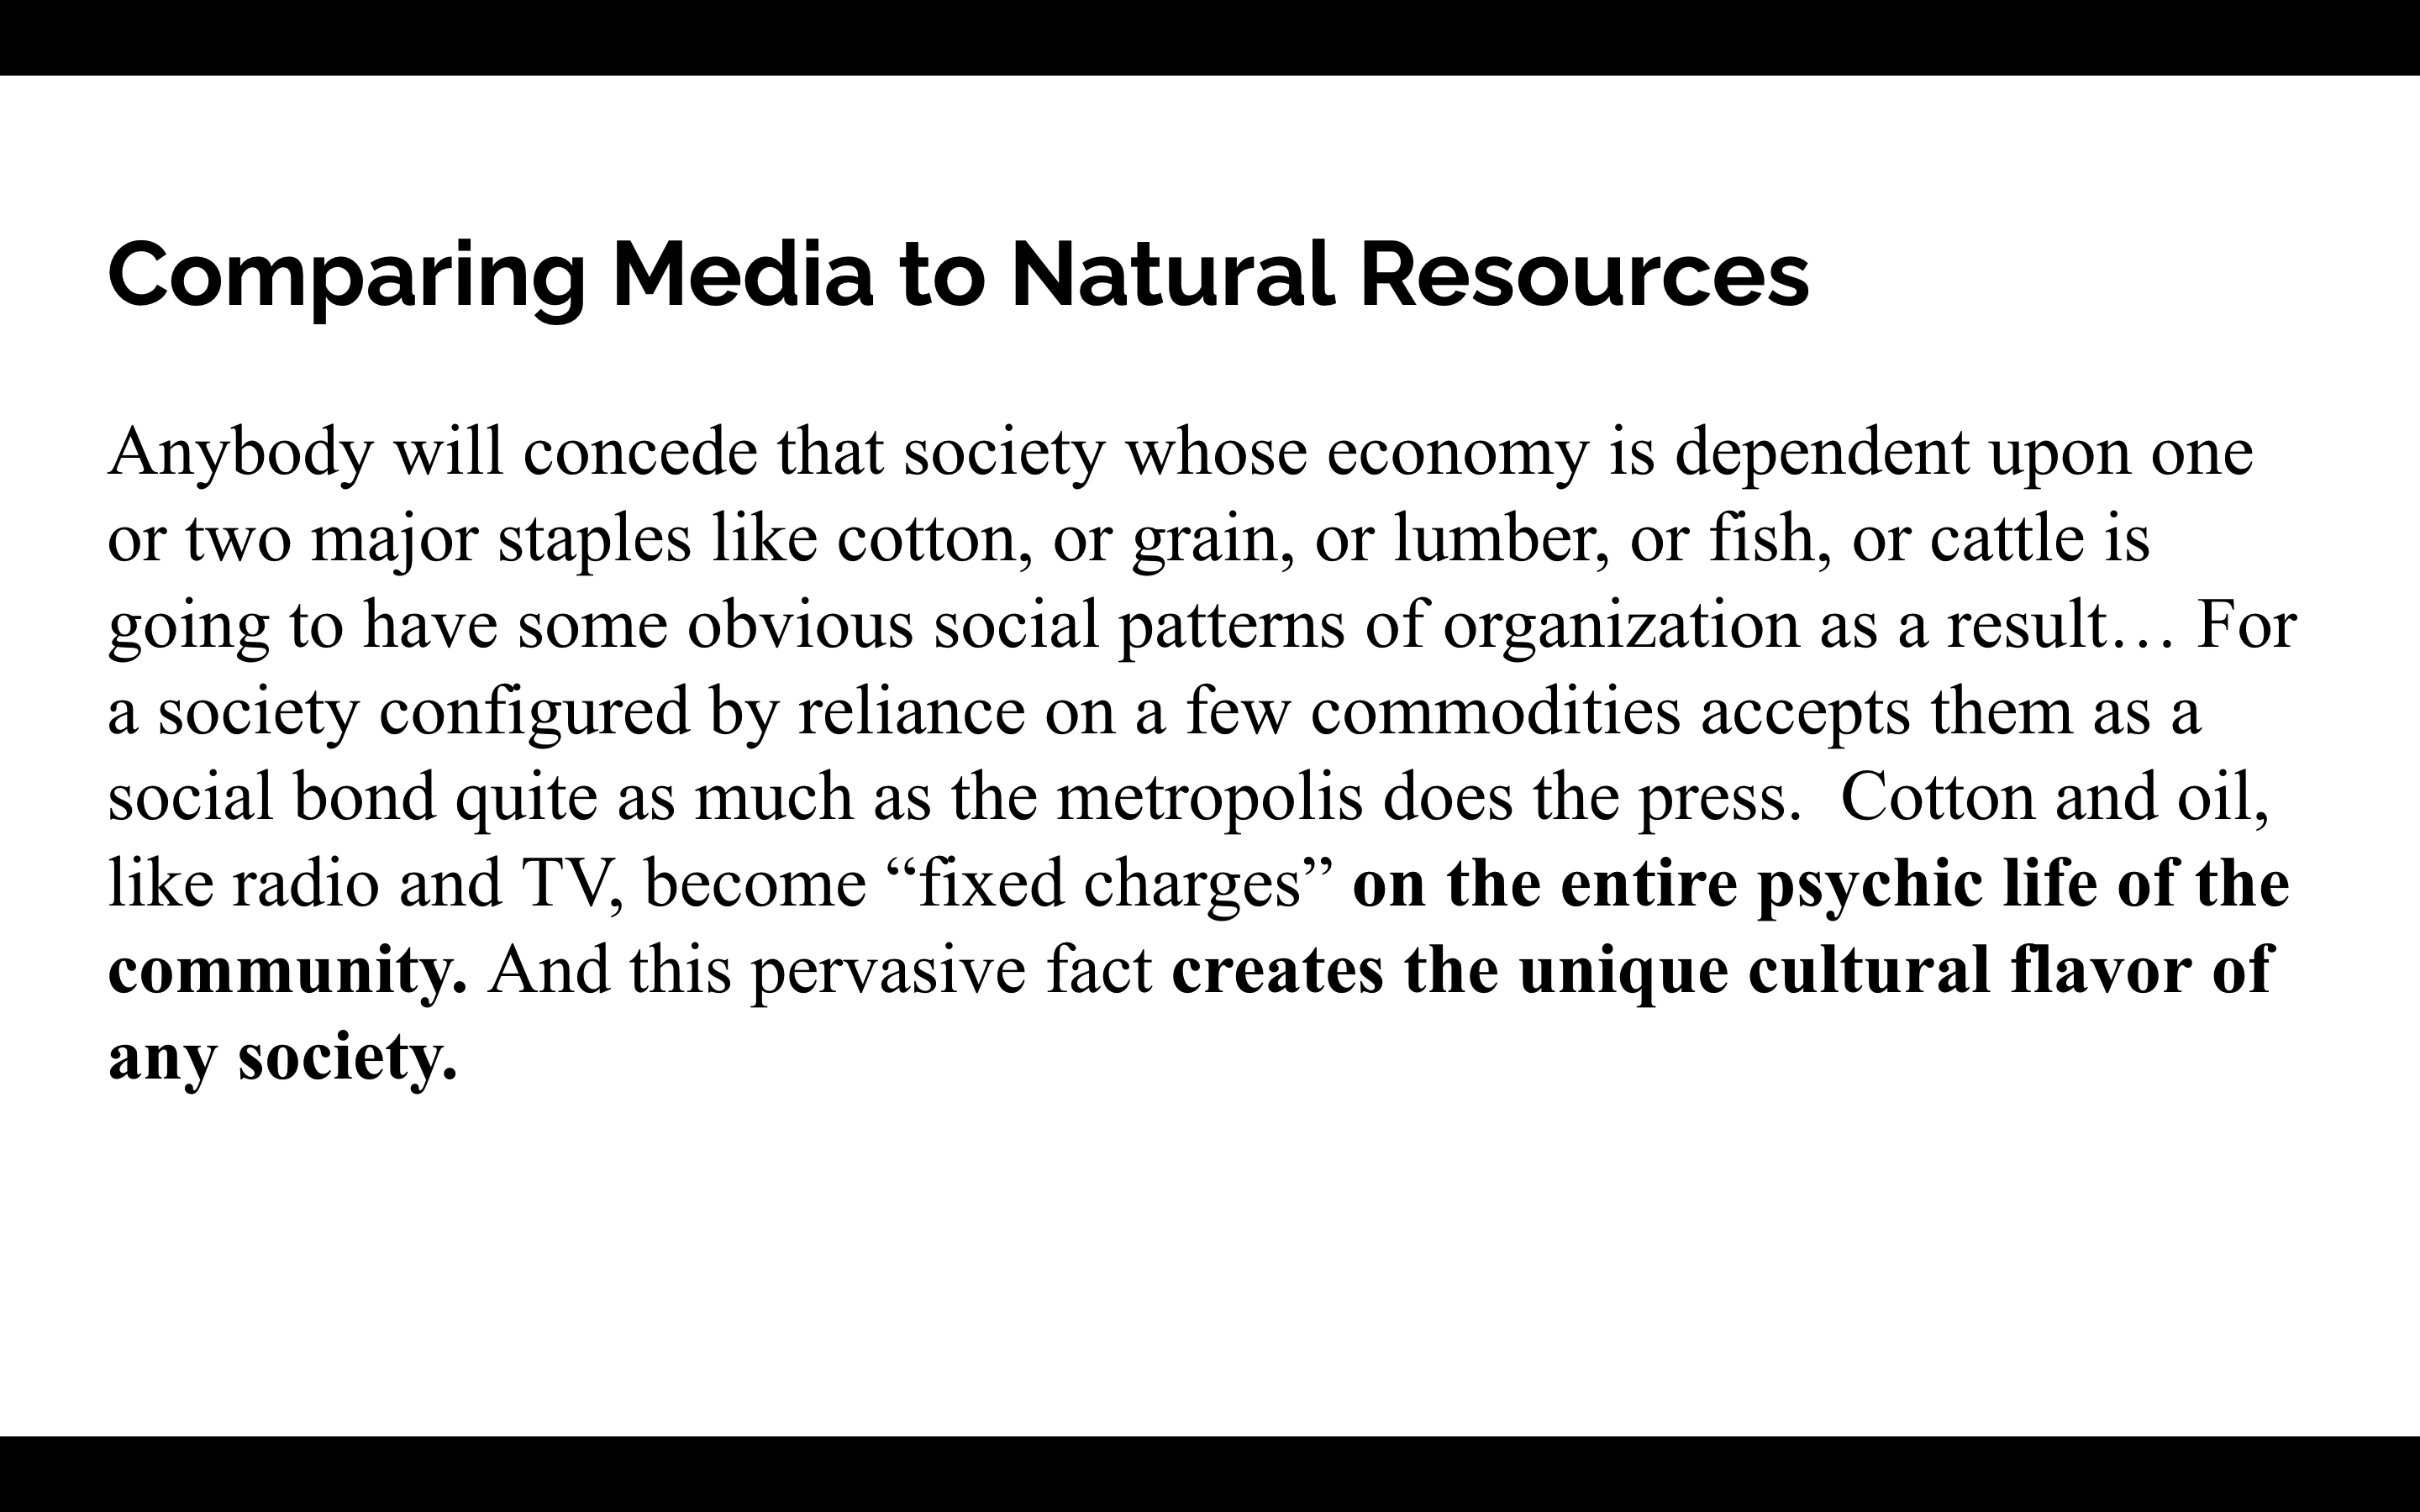 Comparing Media to Natural Resources
Anybody will concede that society whose economy is dependent upon one
or two major staples like cotton, or grain, or lumber, or fish, or cattle is
going to have some obvious social patterns of organization as a result… For
a society configured by reliance on a few commodities accepts them as a
social bond quite as much as the metropolis does the press.  Cotton and oil,
like radio and TV, become “fixed charges” on the entire psychic life of the
community. And this pervasive fact creates the unique cultural flavor of
any society.